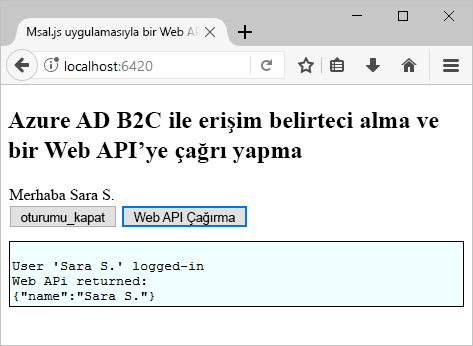 Msal.js uygulamasıyla bir Web AP
localhost:6420
Azure AD B2C ile erişim belirteci alma ve
bir Web API’ye çağrı yapma
Merhaba Sara S.
oturumu_kapat Web API Çağırma
User 'Sara S.' logged-in
Web APi returned:
{"name":"Sara S."}